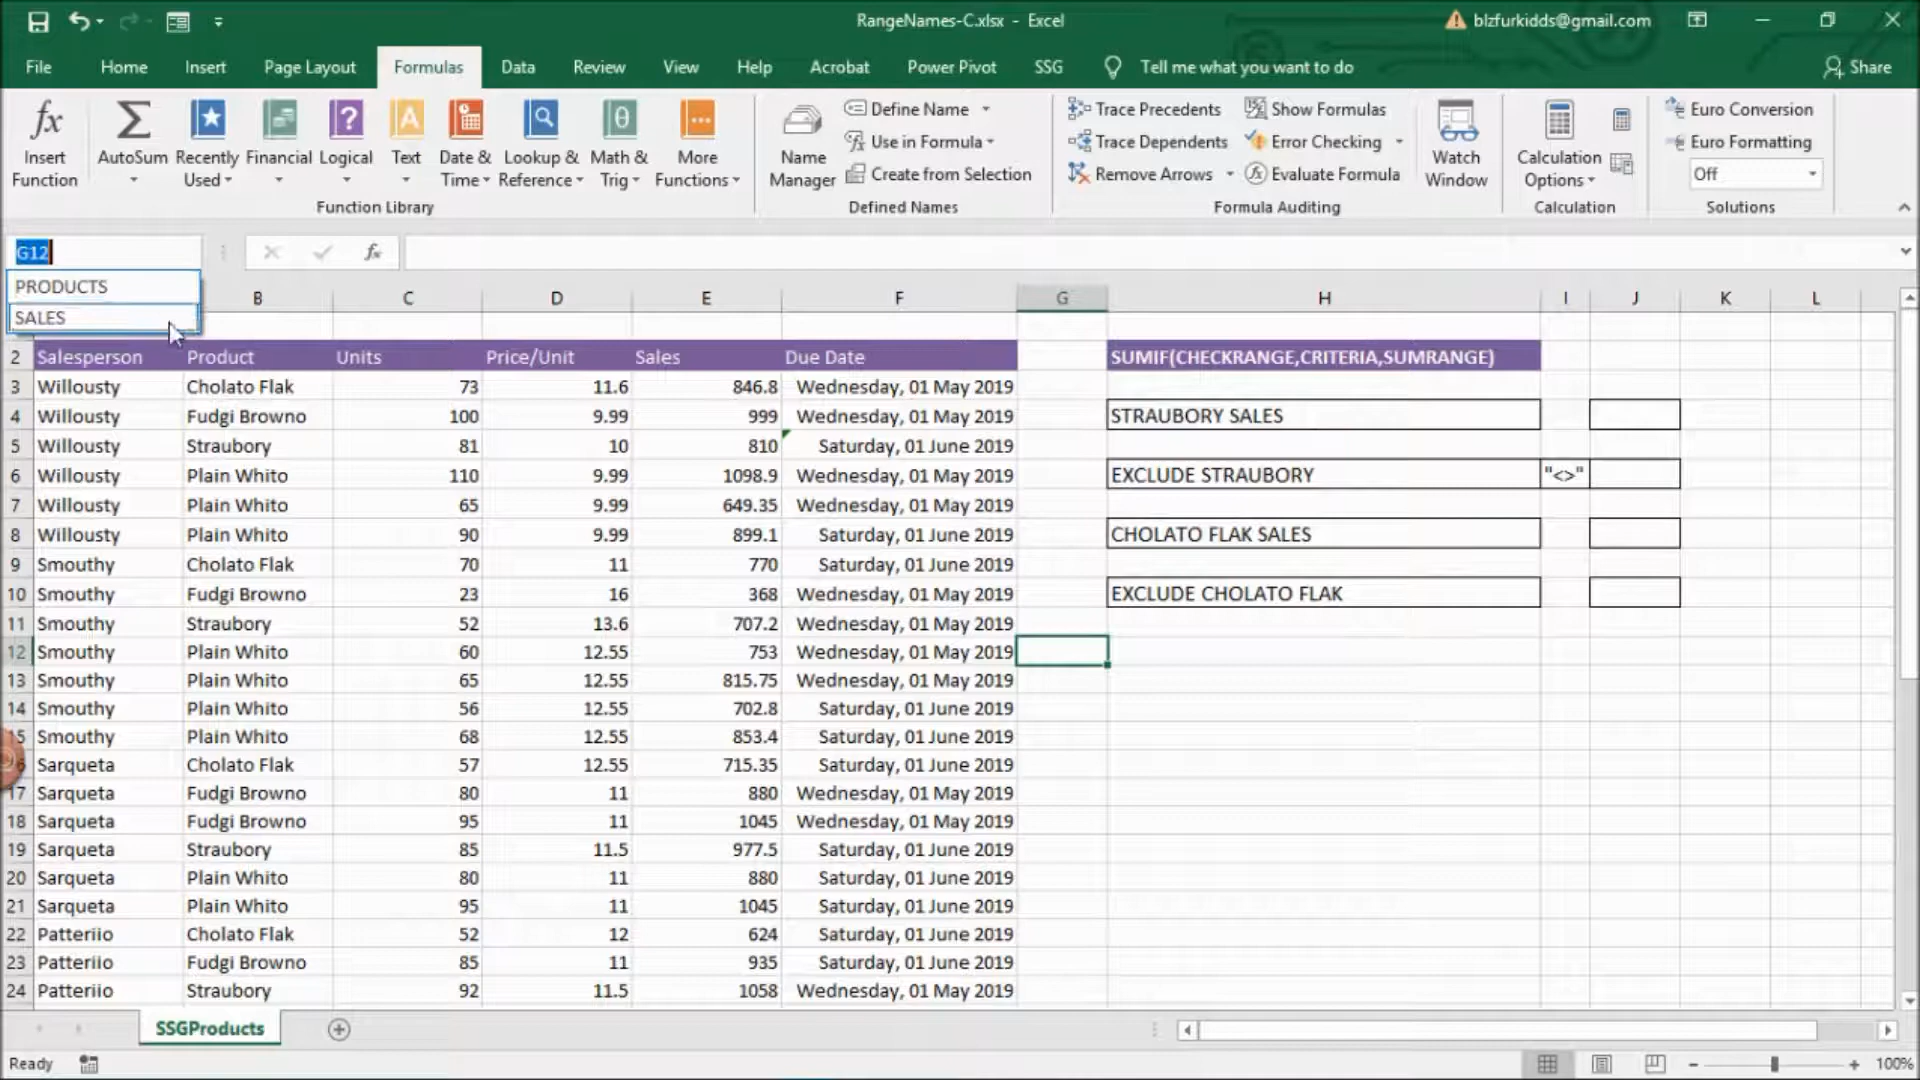 RangeNames-C.xlsx - Excel
blzfurkidds@gmail.com
File Home Insert Page Layout Formulas Data Review View Help Acrobat Power Pivot SSG Tell me what you want to do Share
Insert Function
AutoSum
Recently Used
Financial
Logical
Text
Date & Time
Lookup & Reference
Math & Trig
More Functions
Function Library
Name Manager
Define Name
Use in Formula
Create from Selection
Defined Names
Trace Precedents
Trace Dependents
Remove Arrows
Show Formulas
Error Checking
Evaluate Formula
Formula Auditing
Watch Window
Calculation Options
Calculation
Euro Conversion
Euro Formatting
Off
Solutions
G12
fx
PRODUCTS
SALES
B C D E F G H I J K L
2 Salesperson Product Units Price/Unit Sales Due Date SUMIF(CHECKRANGE,CRITERIA,SUMRANGE)
3 Willousty Cholato Flak 73 11.6 846.8 Wednesday, 01 May 2019
4 Willousty Fudgi Browno 100 9.99 999 Wednesday, 01 May 2019 STRAUBORY SALES
5 Willousty Straubory 81 10 810 Saturday, 01 June 2019
6 Willousty Plain Whito 110 9.99 1098.9 Wednesday, 01 May 2019 EXCLUDE STRAUBORY "<>"
7 Willousty Plain Whito 65 9.99 649.35 Wednesday, 01 May 2019
8 Willousty Plain Whito 90 9.99 899.1 Saturday, 01 June 2019 CHOLATO FLAK SALES
9 Smouthy Cholato Flak 70 11 770 Saturday, 01 June 2019
10 Smouthy Fudgi Browno 23 16 368 Wednesday, 01 May 2019 EXCLUDE CHOLATO FLAK
11 Smouthy Straubory 52 13.6 707.2 Wednesday, 01 May 2019
12 Smouthy Plain Whito 60 12.55 753 Wednesday, 01 May 2019
13 Smouthy Plain Whito 65 12.55 815.75 Wednesday, 01 May 2019
14 Smouthy Plain Whito 56 12.55 702.8 Saturday, 01 June 2019
15 Smouthy Plain Whito 68 12.55 853.4 Saturday, 01 June 2019
6 Sarqueta Cholato Flak 57 12.55 715.35 Saturday, 01 June 2019
17 Sarqueta Fudgi Browno 80 11 880 Wednesday, 01 May 2019
18 Sarqueta Fudgi Browno 95 11 1045 Wednesday, 01 May 2019
19 Sarqueta Straubory 85 11.5 977.5 Saturday, 01 June 2019
20 Sarqueta Plain Whito 80 11 880 Saturday, 01 June 2019
21 Sarqueta Plain Whito 95 11 1045 Saturday, 01 June 2019
22 Patteriio Cholato Flak 52 12 624 Saturday, 01 June 2019
23 Patteriio Fudgi Browno 85 11 935 Saturday, 01 June 2019
24 Patteriio Straubory 92 11.5 1058 Wednesday, 01 May 2019
SSGProducts
Ready
100%